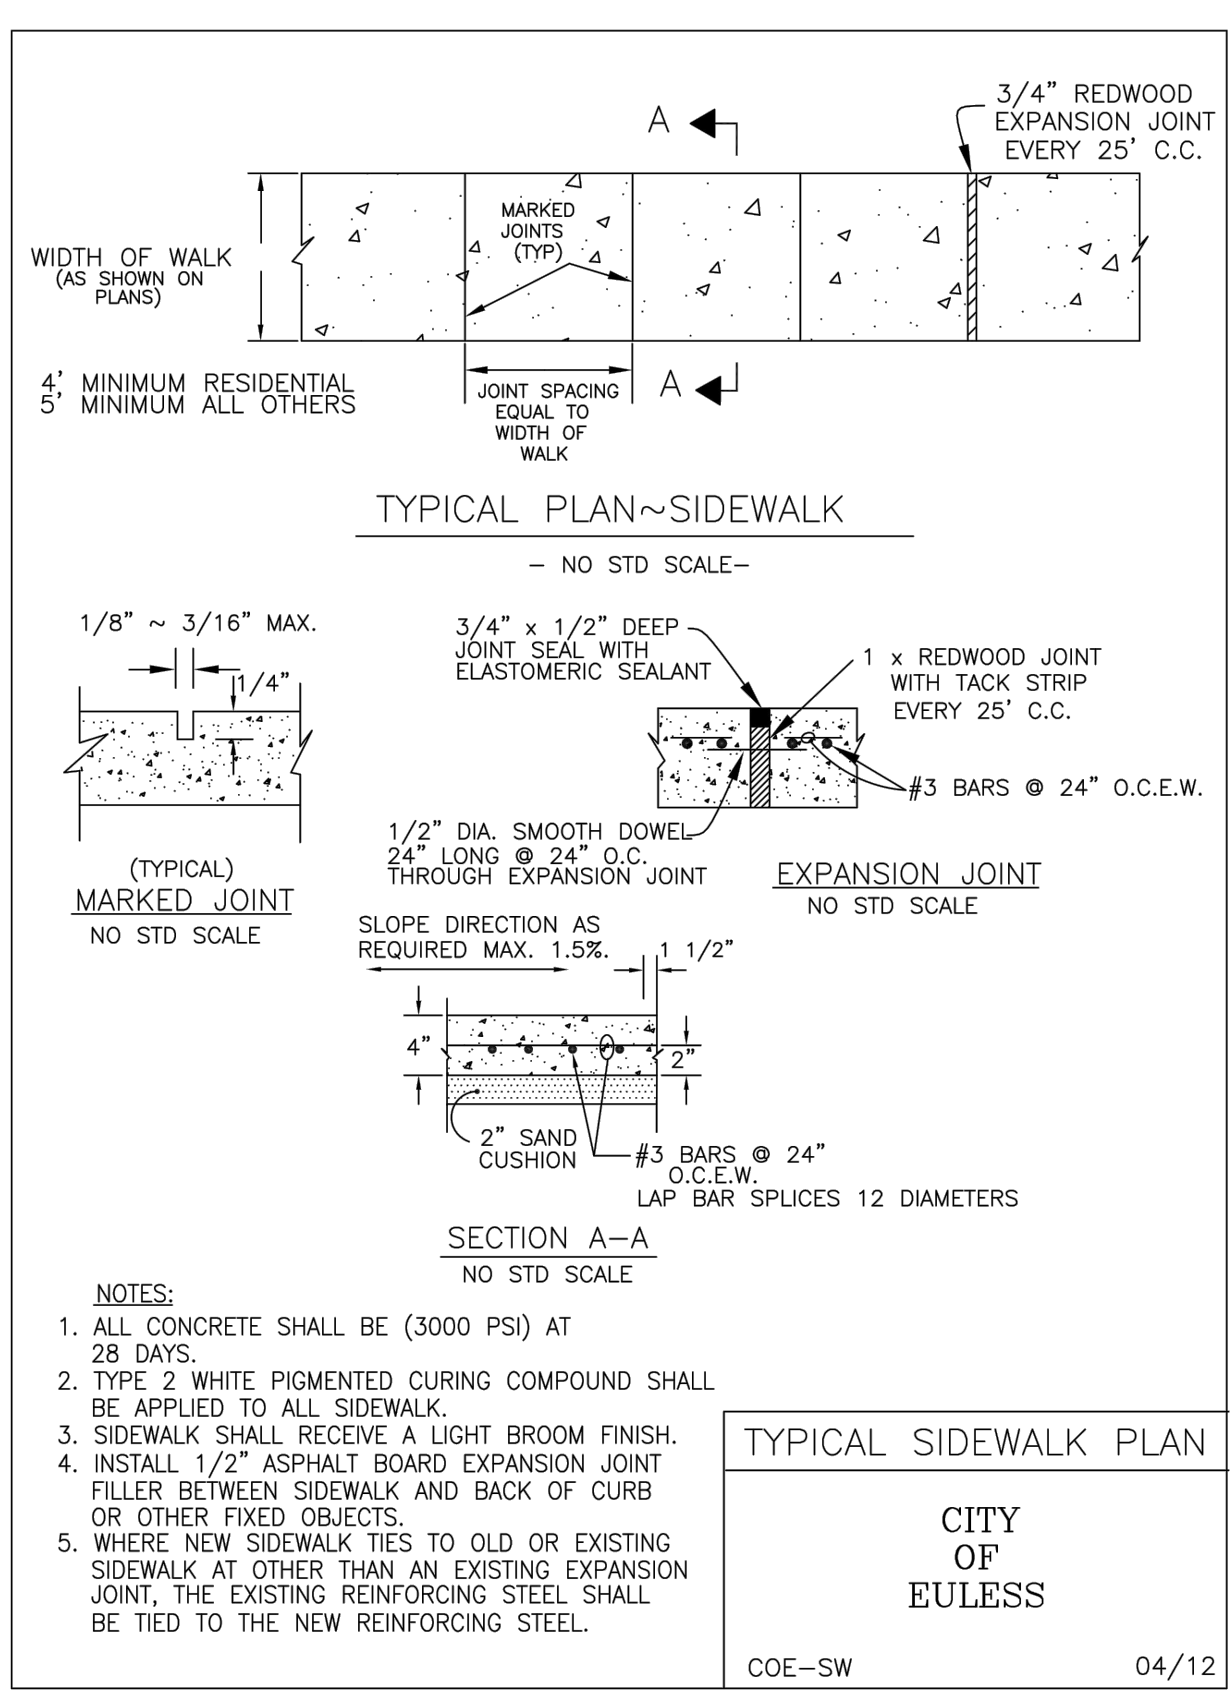 A
3/4" REDWOOD
EXPANSION JOINT
EVERY 25' C.C.
MARKED
JOINTS
(TYP)
WIDTH OF WALK
(AS SHOWN ON
PLANS)
4' MINIMUM RESIDENTIAL
5' MINIMUM ALL OTHERS
JOINT SPACING
EQUAL TO
WIDTH OF
WALK
A
TYPICAL PLAN~SIDEWALK
- NO STD SCALE-
1/8" ~ 3/16" MAX.
1/4"
(TYPICAL)
MARKED JOINT
NO STD SCALE
3/4" x 1/2" DEEP
JOINT SEAL WITH
ELASTOMERIC SEALANT
1 x REDWOOD JOINT
WITH TACK STRIP
EVERY 25' C.C.
#3 BARS @ 24" O.C.E.W.
1/2" DIA. SMOOTH DOWEL
24" LONG @ 24" O.C.
THROUGH EXPANSION JOINT
EXPANSION JOINT
NO STD SCALE
SLOPE DIRECTION AS
REQUIRED MAX. 1.5%.
1 1/2"
4"
2"
2" SAND
CUSHION
#3 BARS @ 24"
O.C.E.W.
LAP BAR SPLICES 12 DIAMETERS
SECTION A-A
NO STD SCALE
NOTES:
1. ALL CONCRETE SHALL BE (3000 PSI) AT
28 DAYS.
2. TYPE 2 WHITE PIGMENTED CURING COMPOUND SHALL
BE APPLIED TO ALL SIDEWALK.
3. SIDEWALK SHALL RECEIVE A LIGHT BROOM FINISH.
4. INSTALL 1/2" ASPHALT BOARD EXPANSION JOINT
FILLER BETWEEN SIDEWALK AND BACK OF CURB
OR OTHER FIXED OBJECTS.
5. WHERE NEW SIDEWALK TIES TO OLD OR EXISTING
SIDEWALK AT OTHER THAN AN EXISTING EXPANSION
JOINT, THE EXISTING REINFORCING STEEL SHALL
BE TIED TO THE NEW REINFORCING STEEL.
TYPICAL SIDEWALK PLAN
CITY
OF
EULESS
COE-SW 04/12